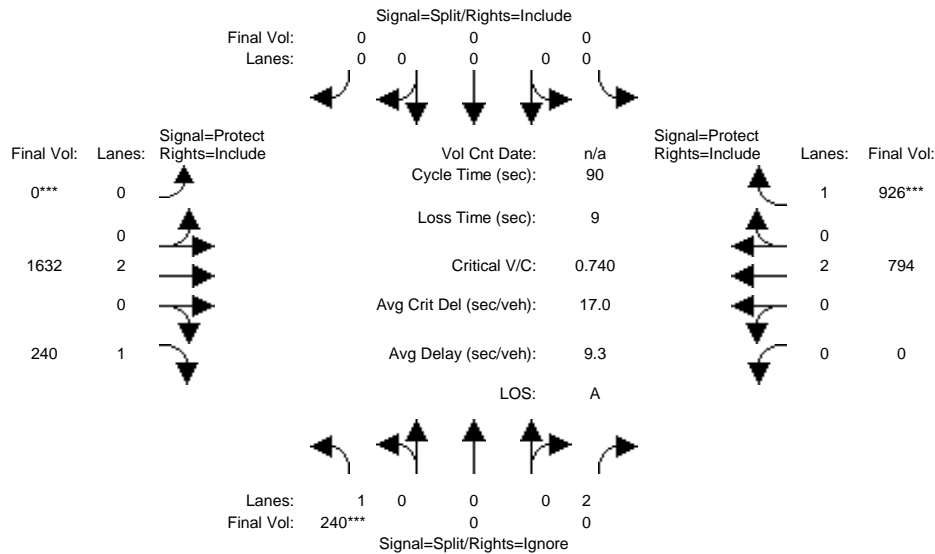 Signal=Split/Rights=Include
Final Vol: 0 0 0
Lanes: 0 0 0 0 0
Signal=Protect
Final Vol: Lanes: Rights=Include
Vol Cnt Date: n/a
Signal=Protect
Rights=Include Lanes: Final Vol:
Cycle Time (sec): 90
0*** 0
1 926***
Loss Time (sec): 9
0
0
1632 2
Critical V/C: 0.740
2 794
0
Avg Crit Del (sec/veh): 17.0
0
240 1
Avg Delay (sec/veh): 9.3
0 0
LOS: A
Lanes: 1 0 0 0 2
Final Vol: 240*** 0 0
Signal=Split/Rights=Ignore